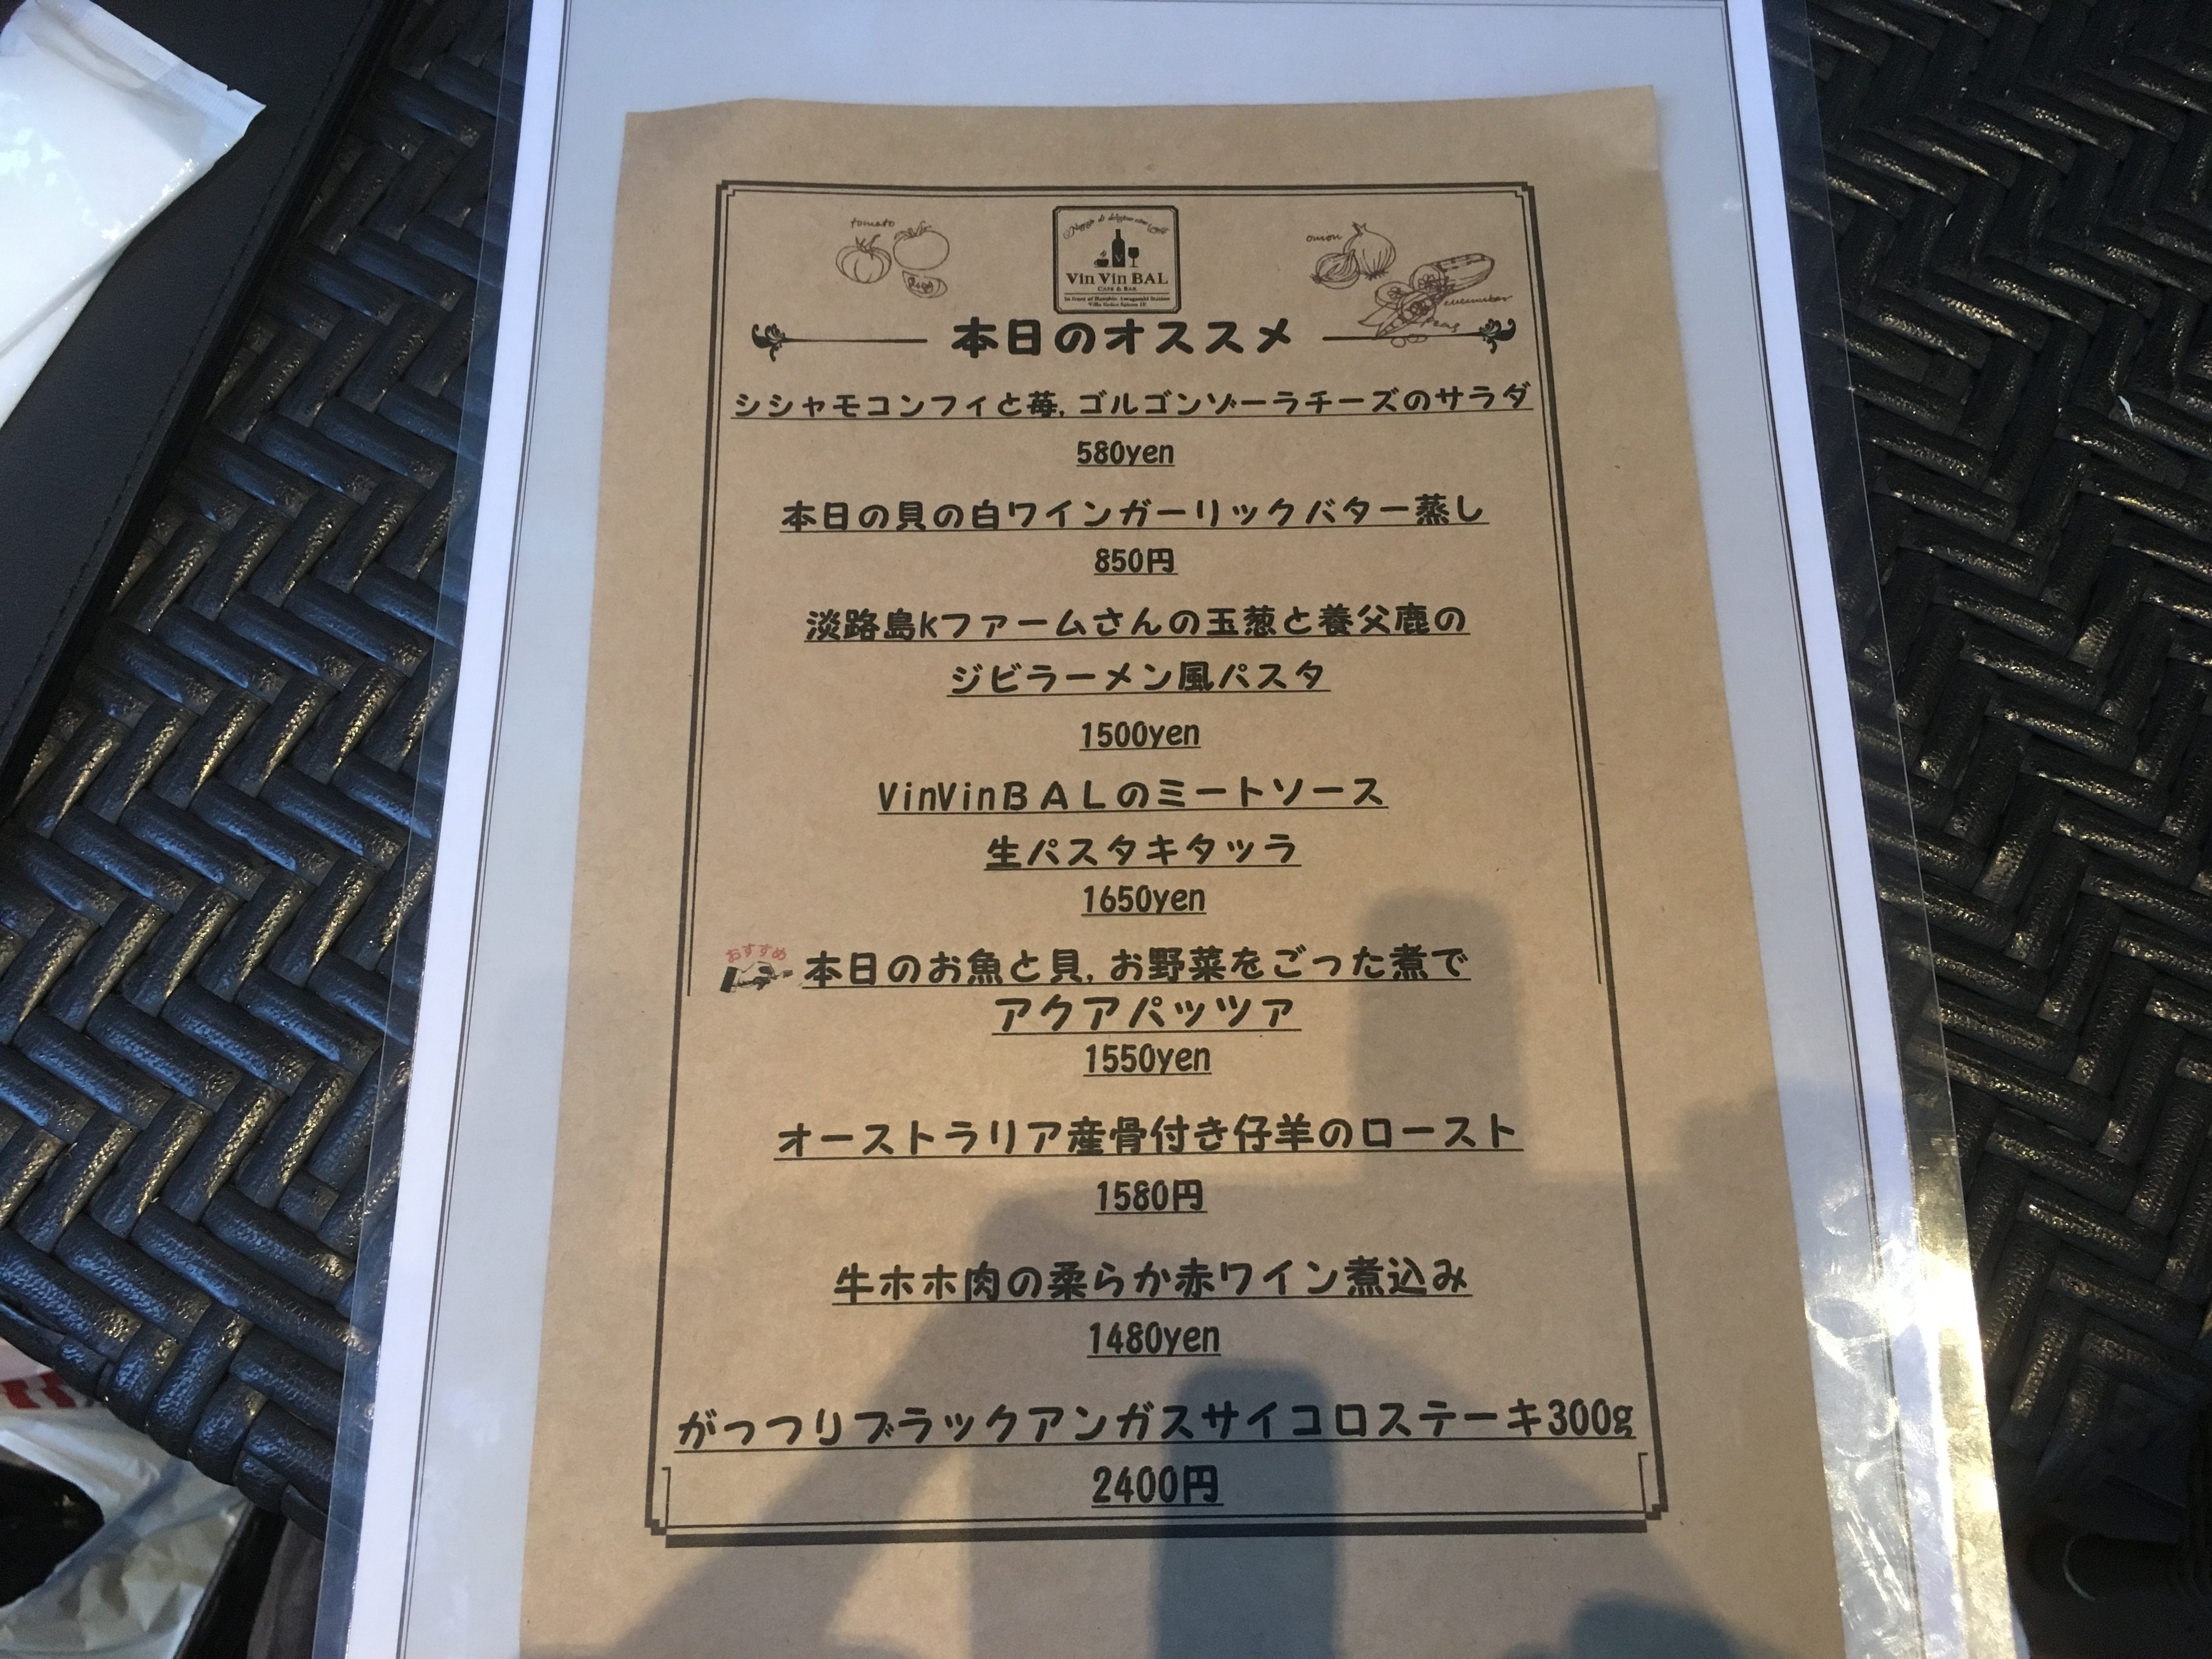 tomato
onion
cucumber
Peas
Vin Vin BAL
CAFE & BAR
本日のオススメ
シシャモコンフィと苺,ゴルゴンゾーラチーズのサラダ
580yen
本日の貝の白ワインガーリックバター蒸し
850円
淡路島kファームさんの玉葱と養父鹿の
ジビラーメン風パスタ
1500yen
VinVinＢＡＬのミートソース
生パスタキタッラ
1650yen
おすすめ
本日のお魚と貝,お野菜をごった煮で
アクアパッツァ
1550yen
オーストラリア産骨付き仔羊のロースト
1580円
牛ホホ肉の柔らか赤ワイン煮込み
1480yen
がっつりブラックアンガスサイコロステーキ300g
2400円